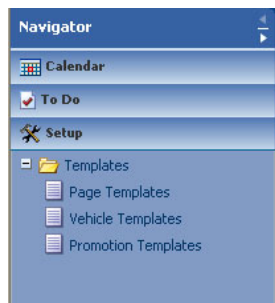 Navigator
Calendar
To Do
Setup
Templates
Page Templates
Vehicle Templates
Promotion Templates